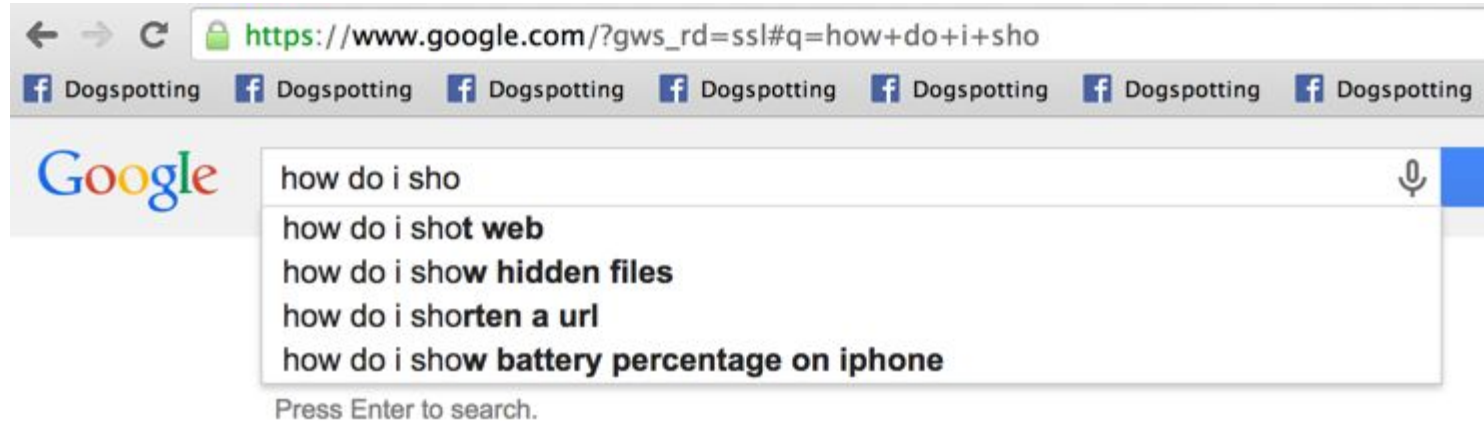 https://www.google.com/?gws_rd=ssl#q=how+do+i+sho
Dogspotting Dogspotting Dogspotting Dogspotting Dogspotting Dogspotting Dogspotting
Google how do i sho
how do i shot web
how do i show hidden files
how do i shorten a url
how do i show battery percentage on iphone
Press Enter to search.